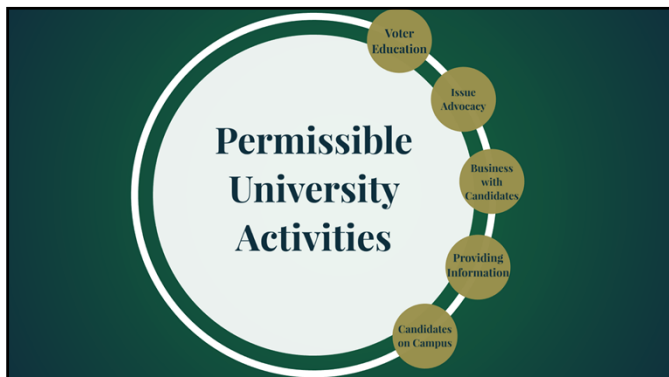 Permissible
University
Activities
Voter
Education
Issue
Advocacy
Business
with
Candidates
Providing
Information
Candidates
on Campus